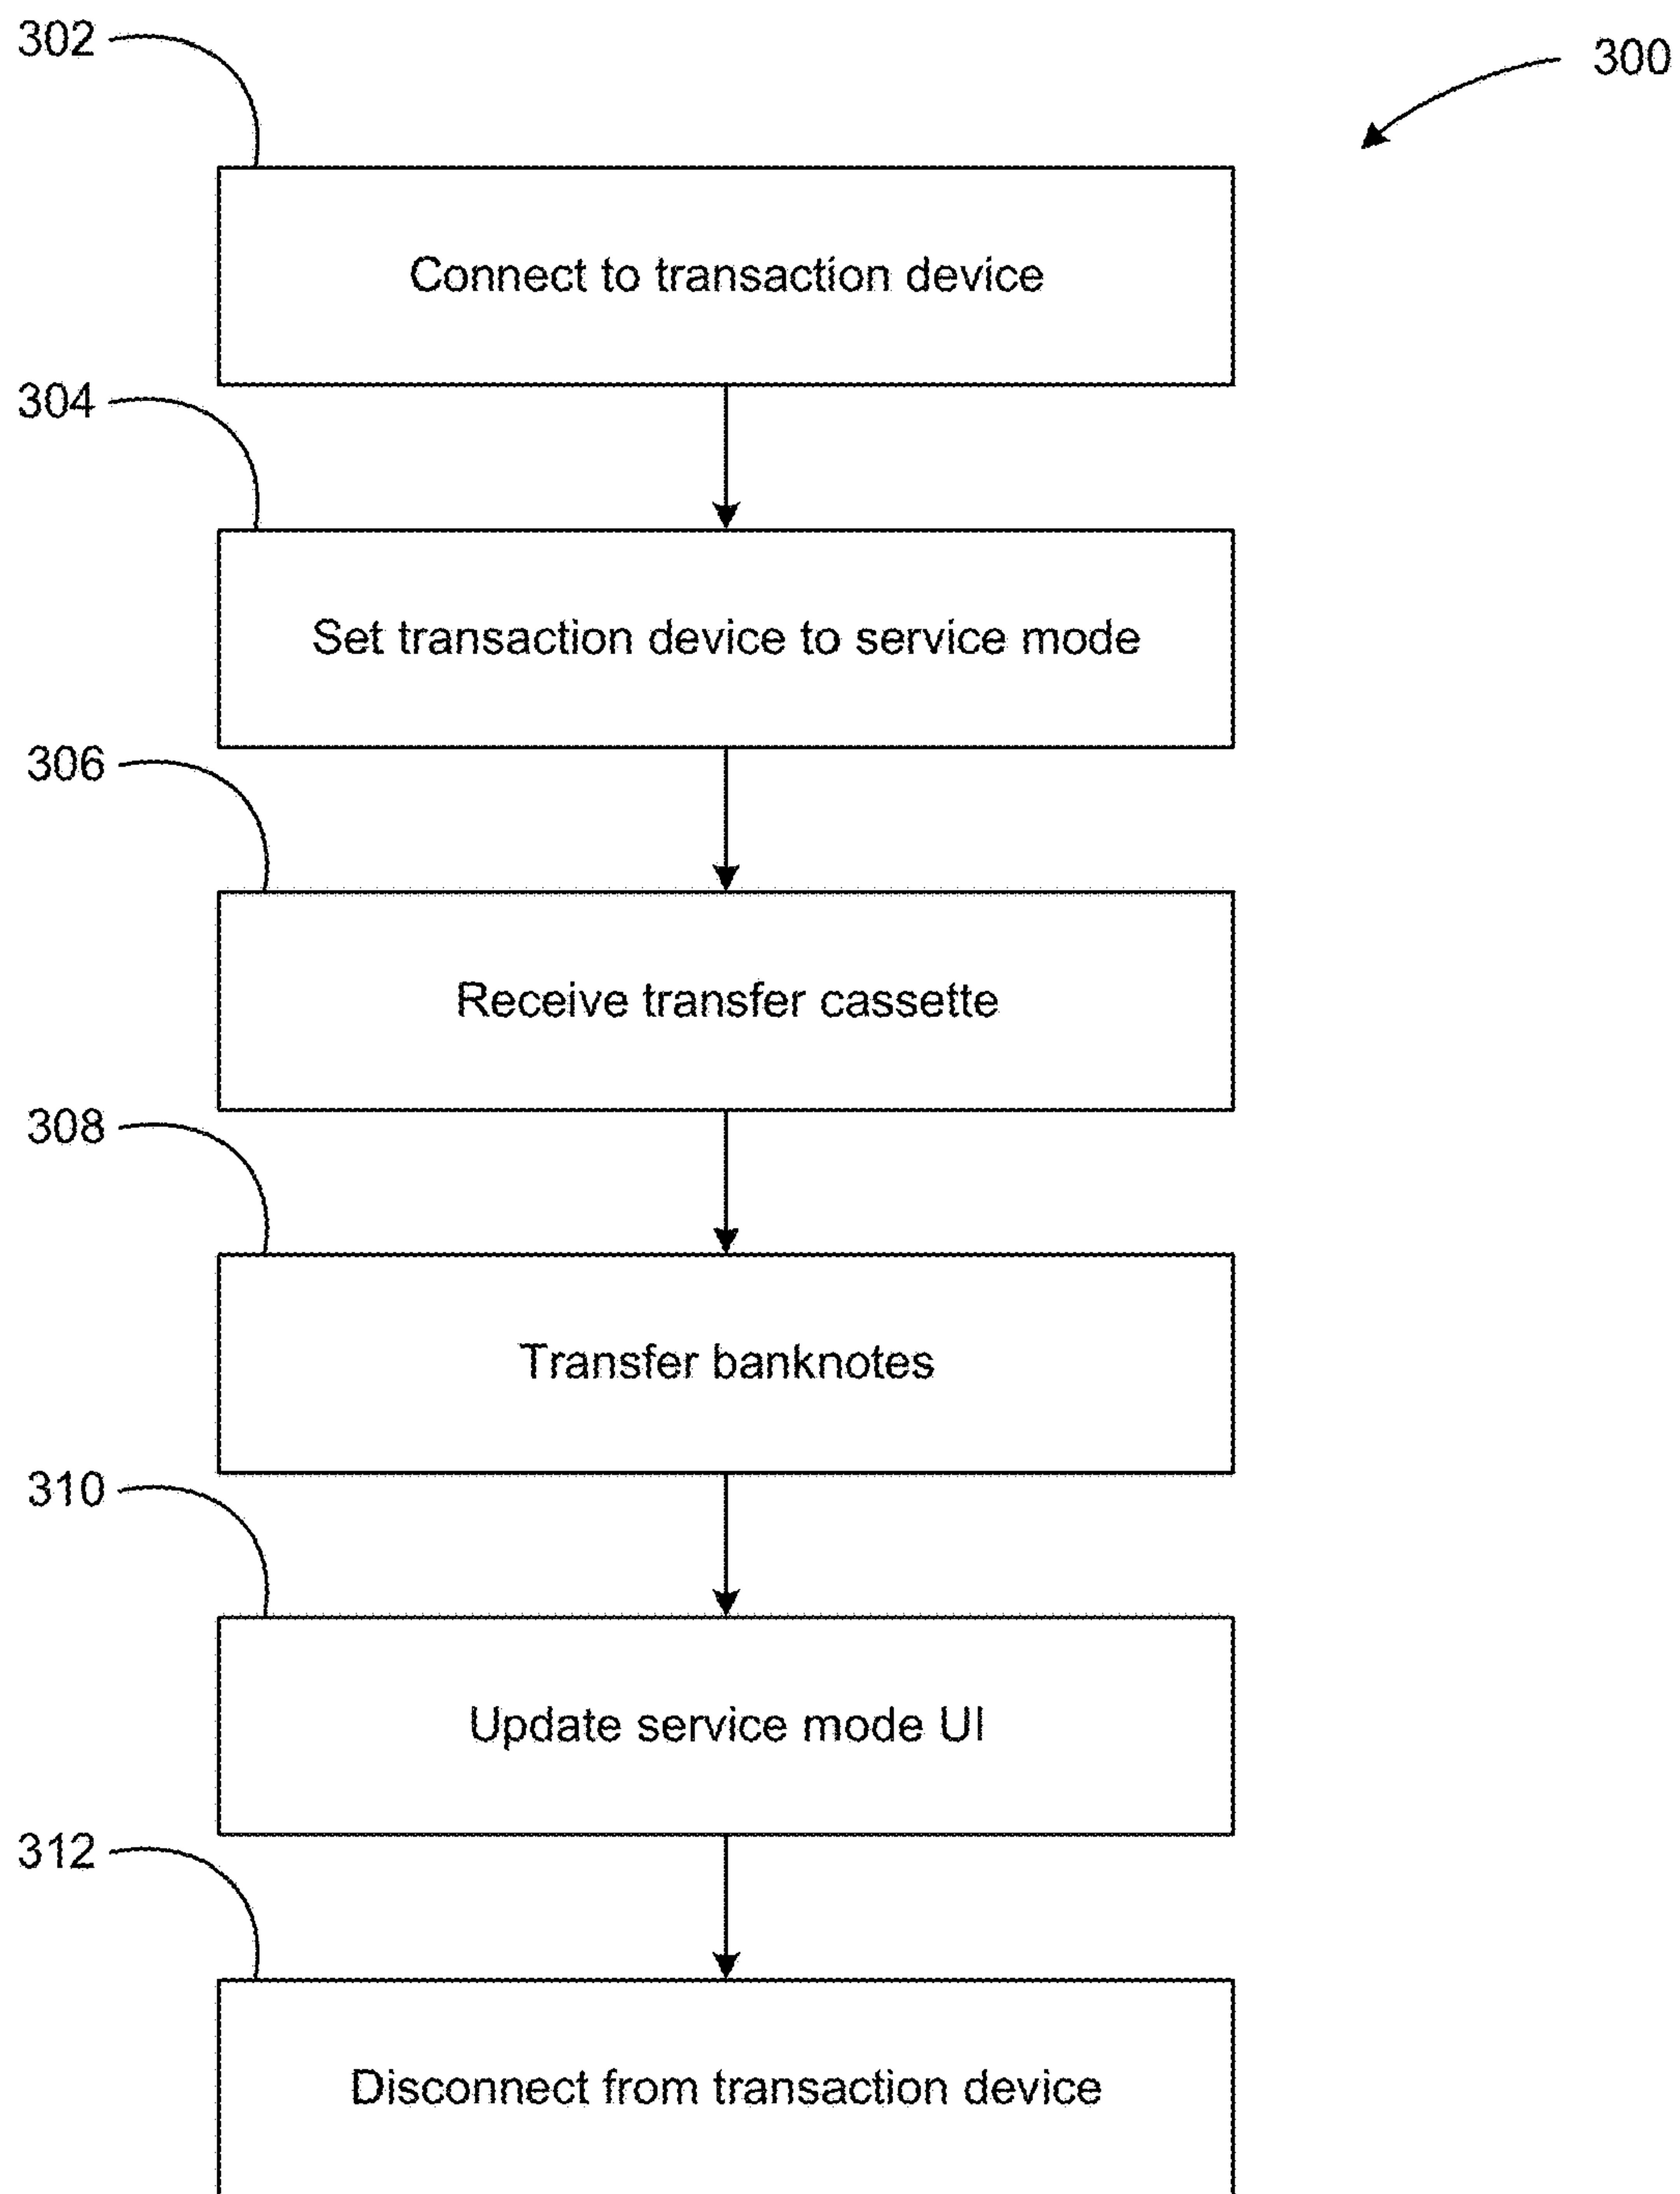 302
300
Connect to transaction device
304
Set transaction device to service mode
306
Receive transfer cassette
308
Transfer banknotes
310
Update service mode UI
312
Disconnect from transaction device